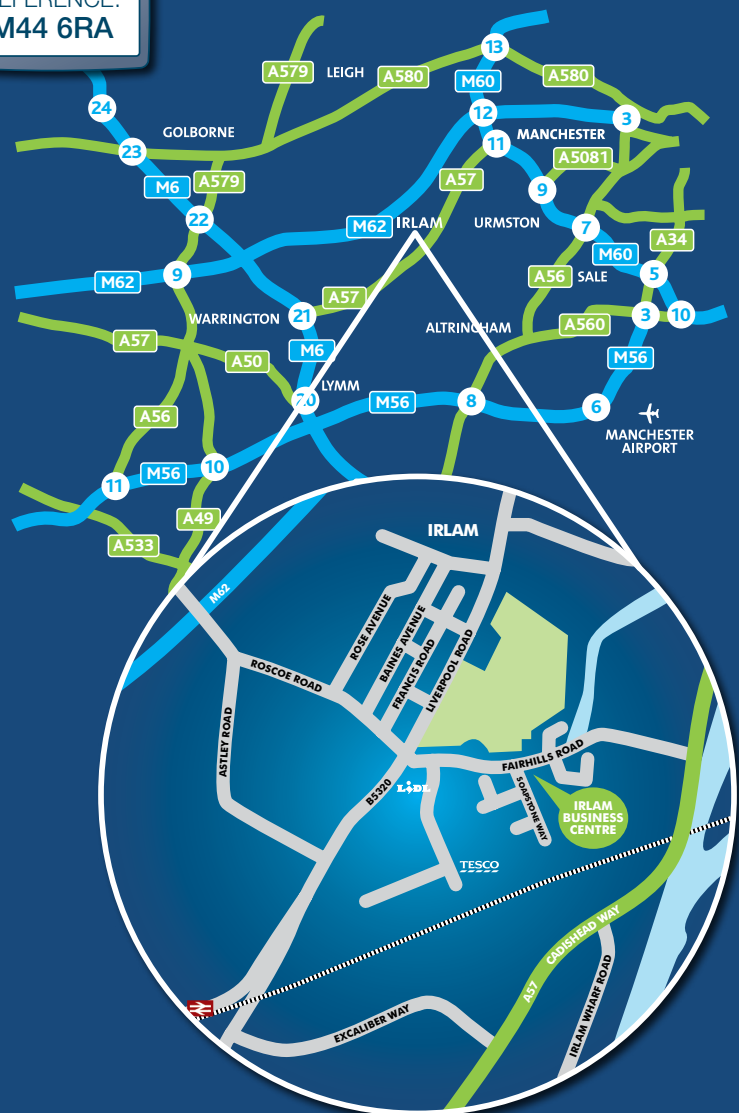 M44 6RA
13
A579
LEIGH
A580
A580
M60
24
12
3
GOLBORNE
MANCHESTER
11
23
A5081
A579
A57
M6
9
22
URMSTON
M62
IRLAM
7
A34
M60
9
M62
A56
SALE
5
A57
WARRINGTON
21
ALTRINCHAM
A560
3
10
A57
M6
A50
M56
LYMM
20
M56
8
6
A56
MANCHESTER
AIRPORT
10
M56
11
A49
A533
IRLAM
M62
ROSE AVENUE
BAINES AVENUE
FRANCIS ROAD
LIVERPOOL ROAD
ROSCOE ROAD
ASTLEY ROAD
FAIRHILLS ROAD
B5320
LIDL
SOAPSTONE WAY
IRLAM
BUSINESS
CENTRE
TESCO
CADISHEAD WAY
A57
IRLAM WHARF ROAD
EXCALIBER WAY